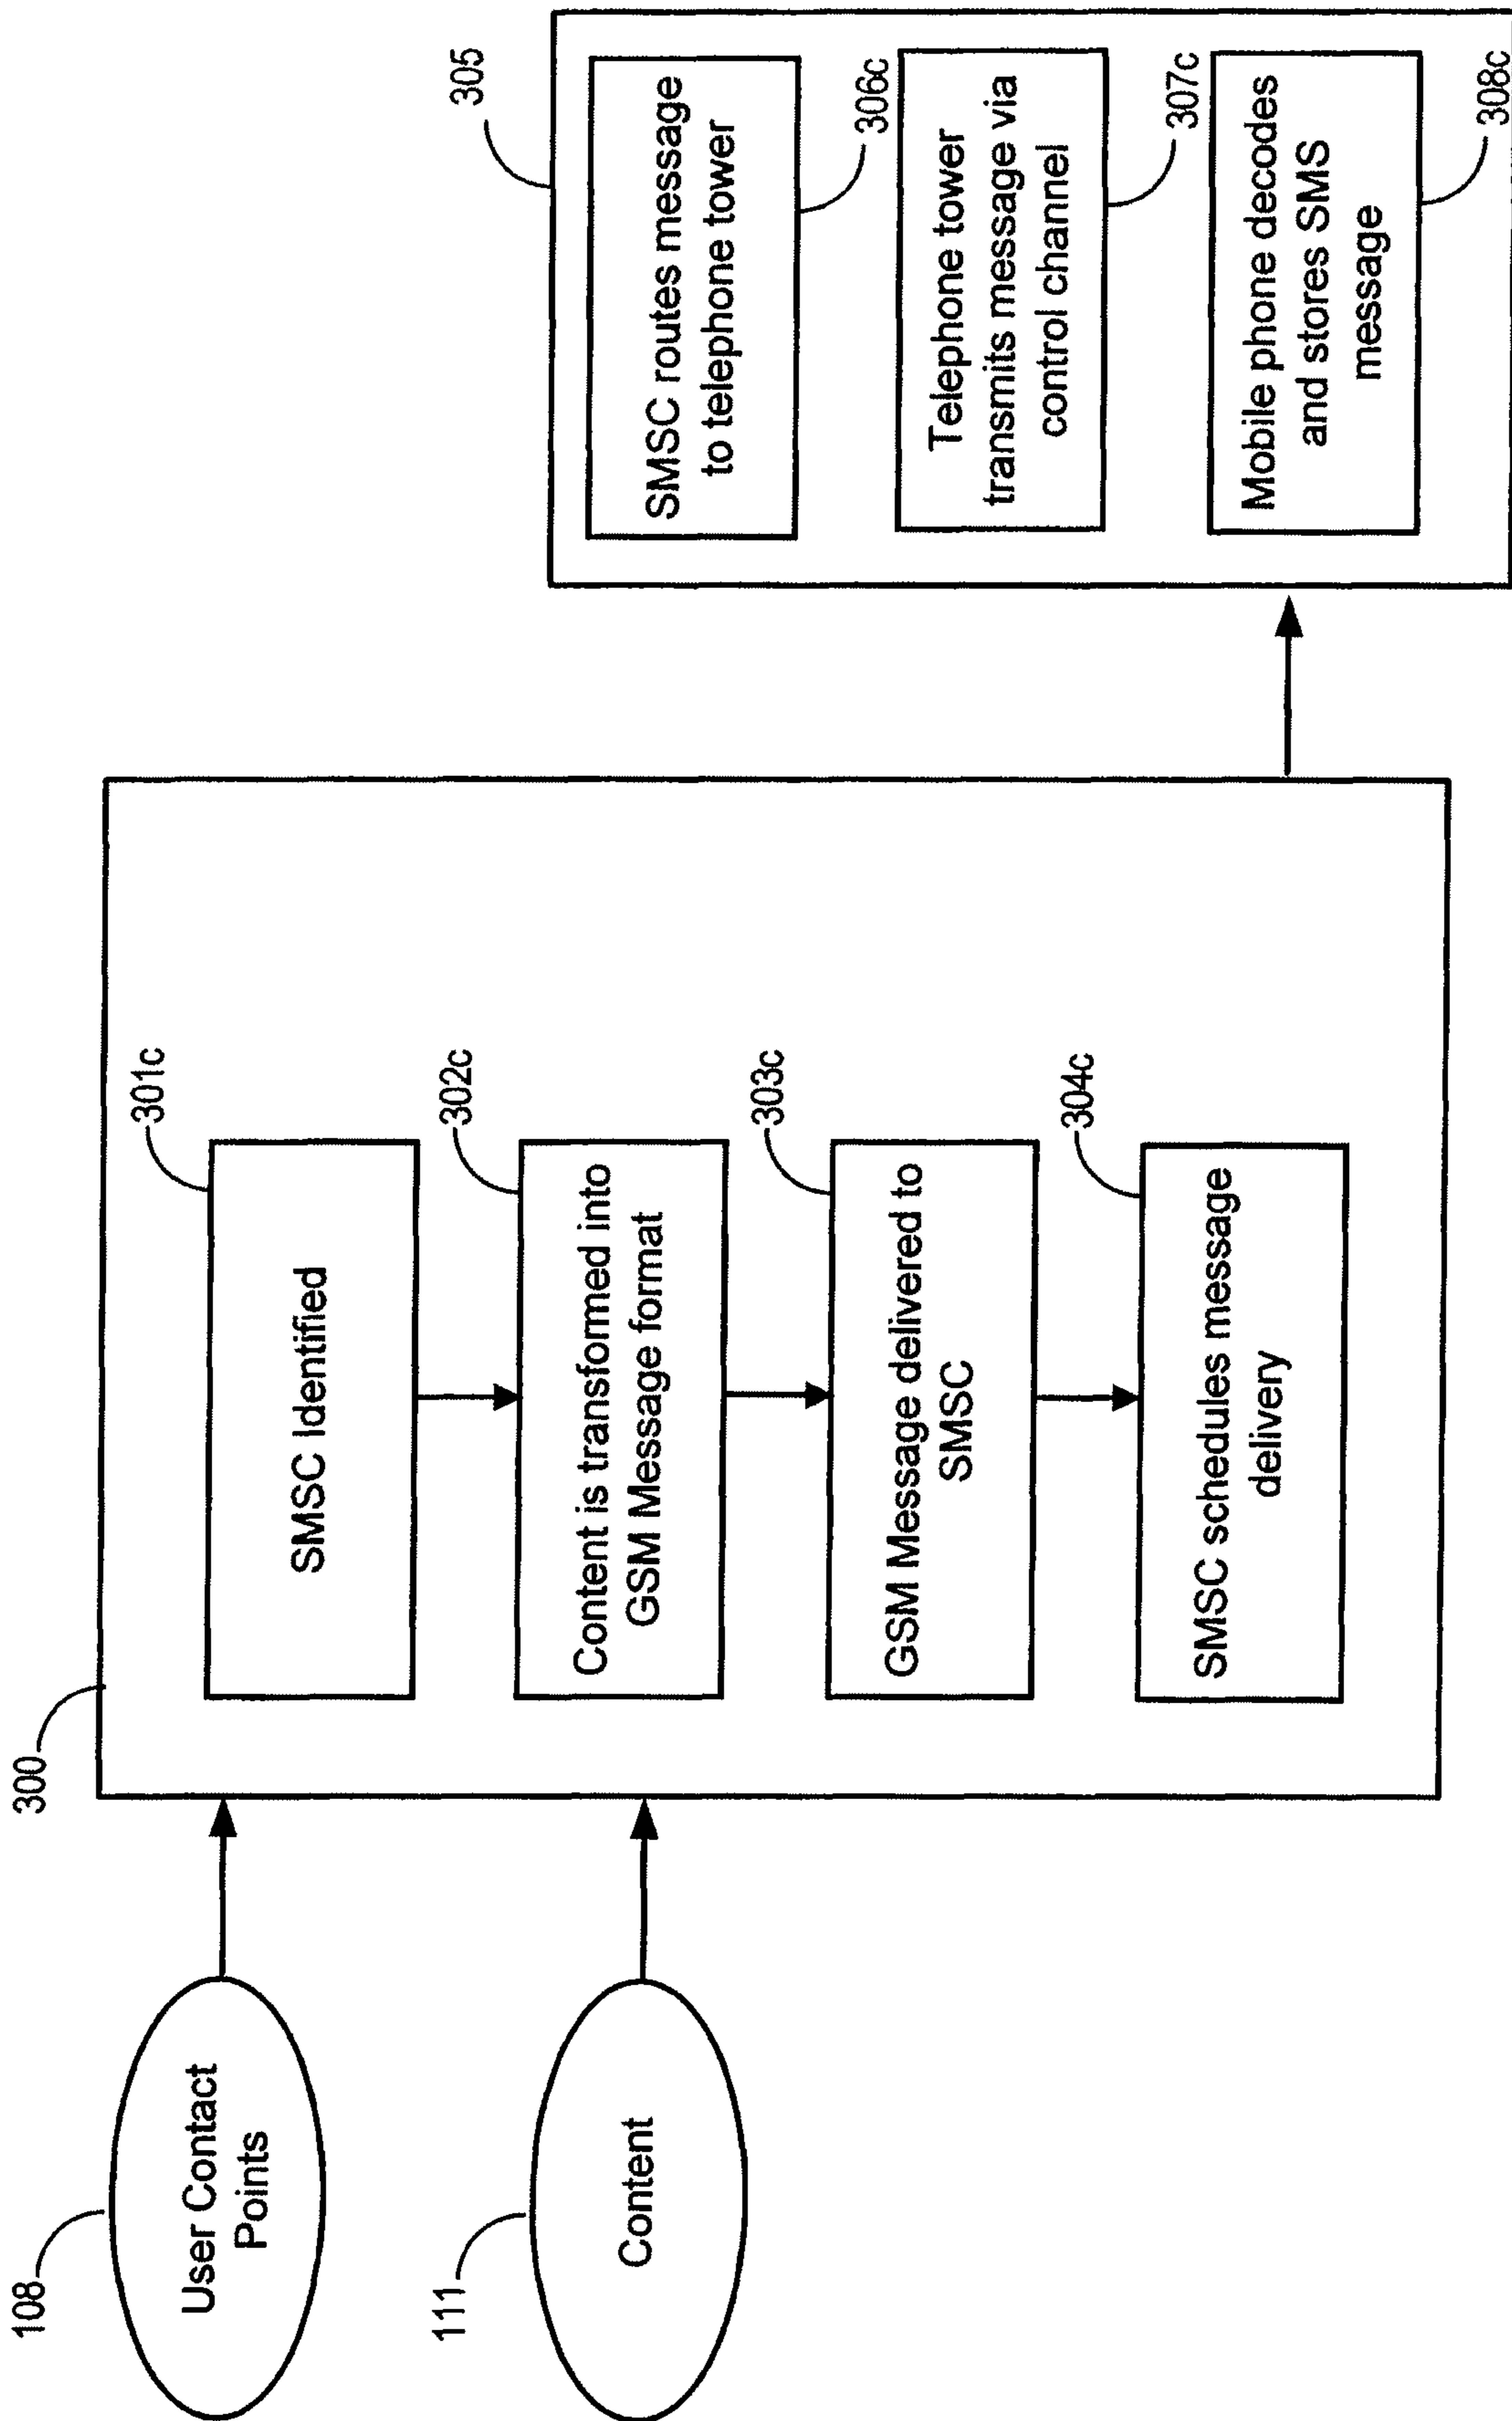 108
User Contact
Points
111
Content
300
301c
SMSC Identified
302c
Content is transformed into
GSM Message format
303c
GSM Message delivered to
SMSC
304c
SMSC schedules message
delivery
305
SMSC routes message
to telephone tower
306c
Telephone tower
transmits message via
control channel
307c
Mobile phone decodes
and stores SMS
message
308c